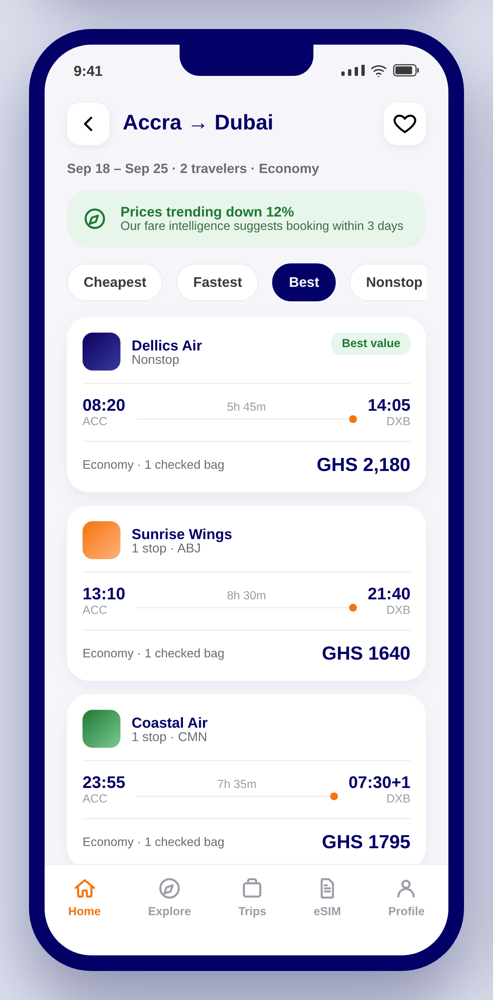 9:41
Accra → Dubai
Sep 18 – Sep 25 · 2 travelers · Economy
Prices trending down 12%
Our fare intelligence suggests booking within 3 days
Cheapest Fastest Best Nonstop
Dellics Air
Best value
Nonstop
08:20 5h 45m 14:05
ACC DXB
Economy · 1 checked bag GHS 2,180
Sunrise Wings
1 stop · ABJ
13:10 8h 30m 21:40
ACC DXB
Economy · 1 checked bag GHS 1640
Coastal Air
1 stop · CMN
23:55 7h 35m 07:30+1
ACC DXB
Economy · 1 checked bag GHS 1795
Home Explore Trips eSIM Profile